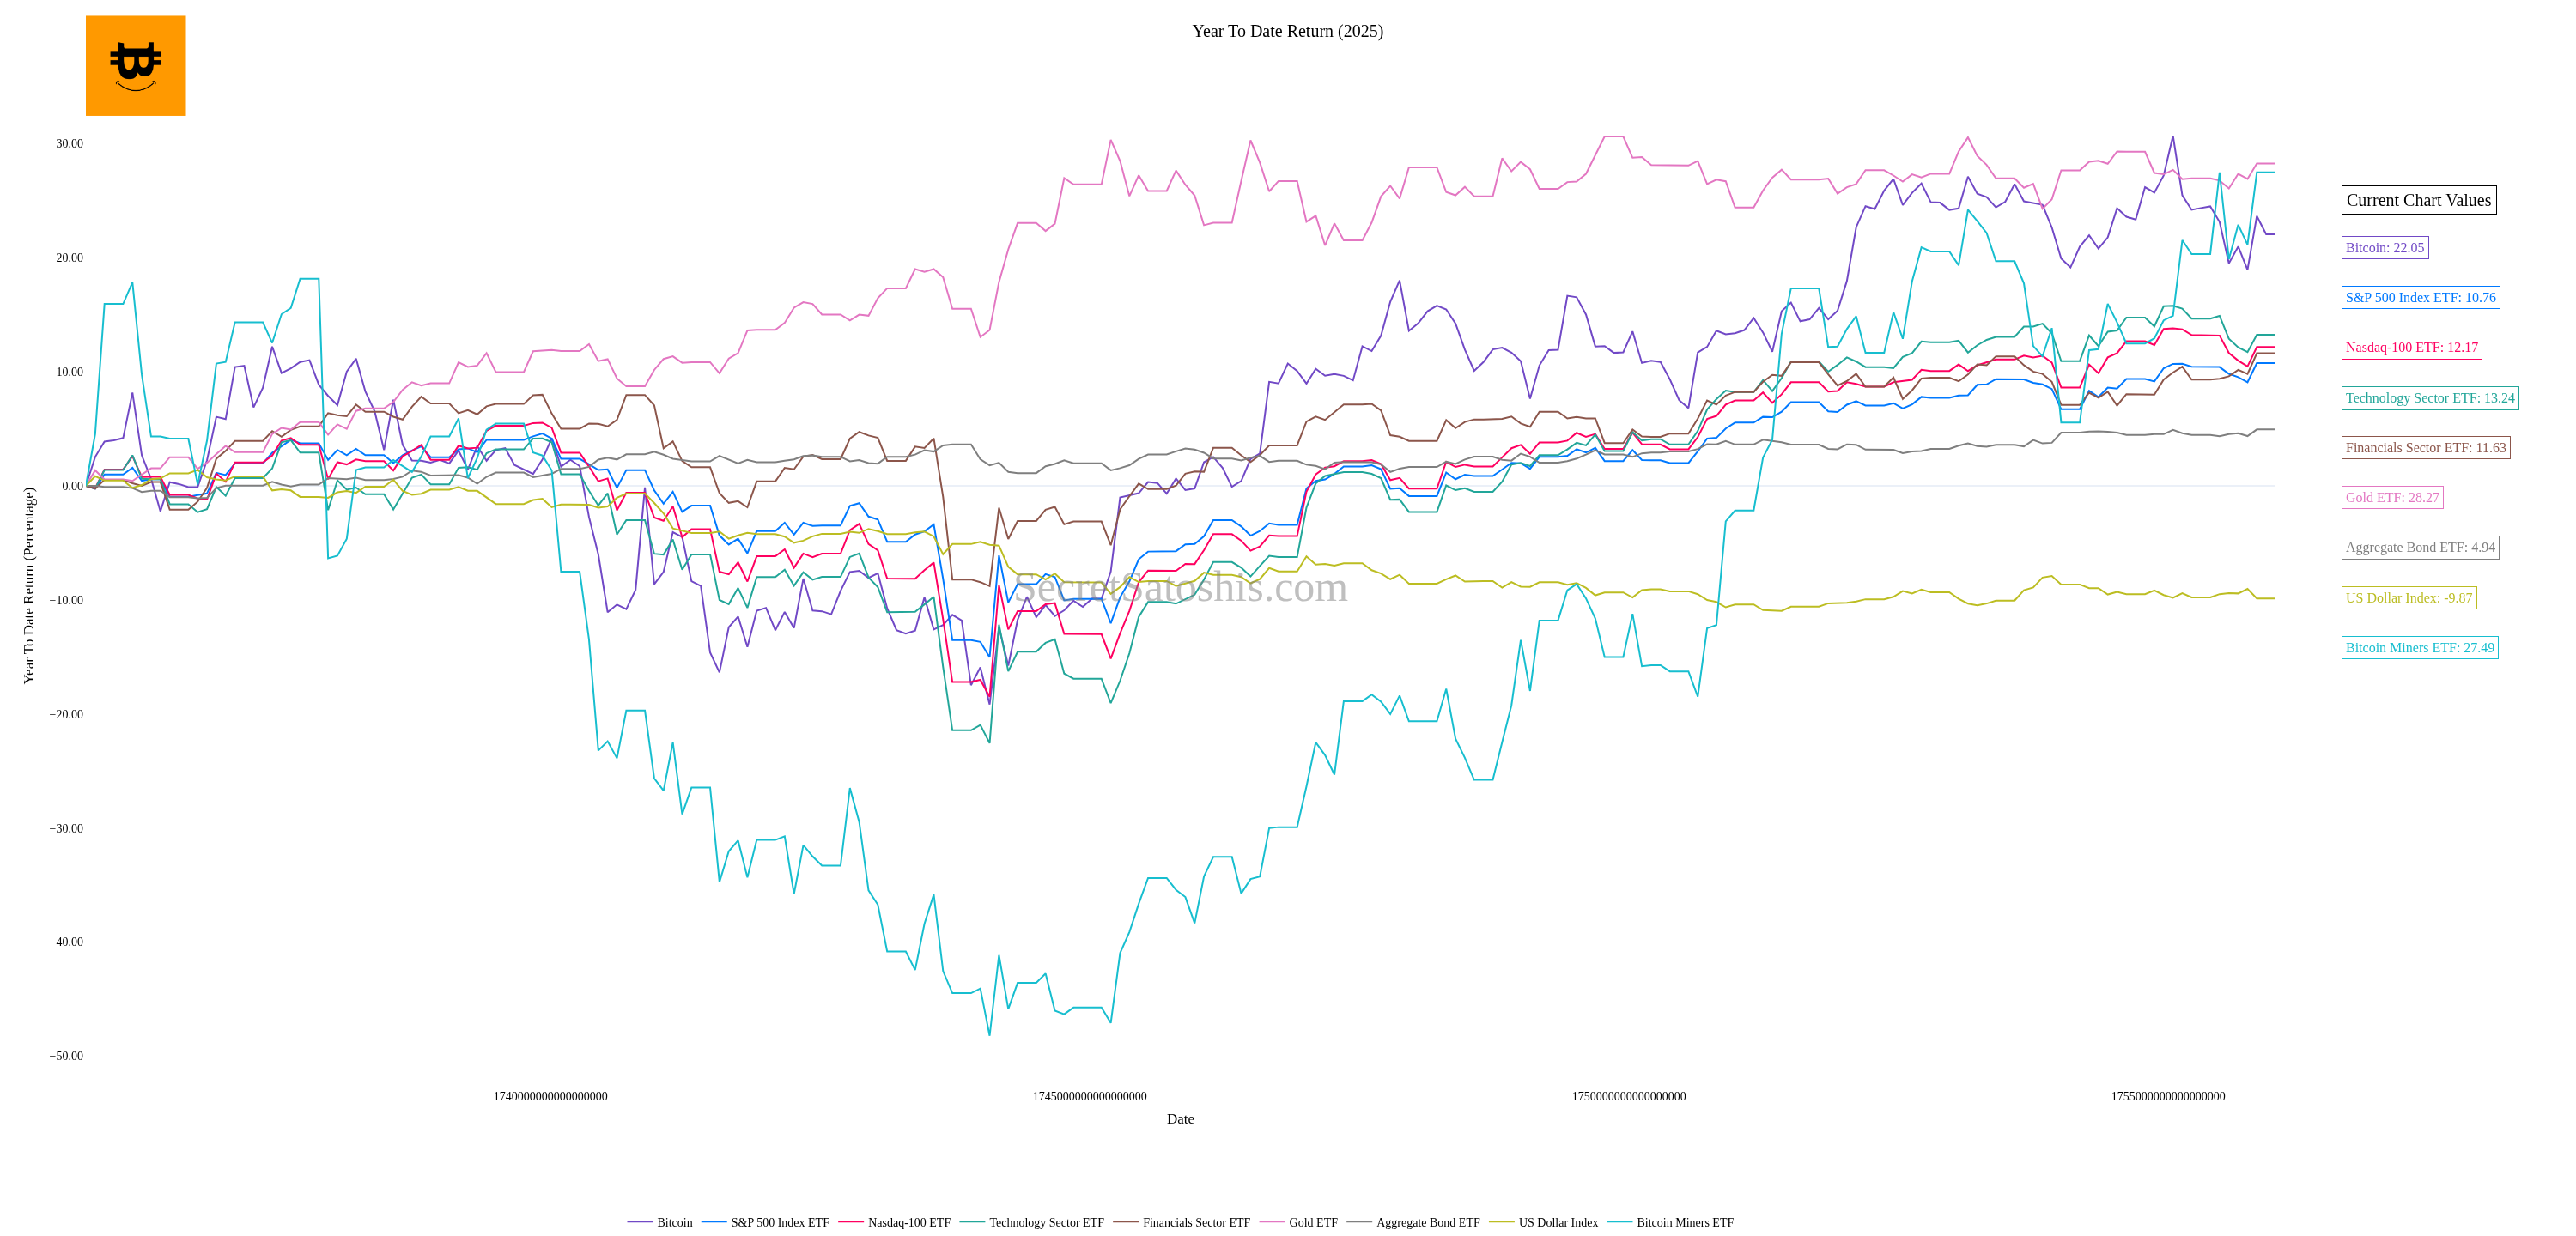 Year To Date Return (2025)
30.00
20.00
10.00
0.00
−10.00
−20.00
−30.00
−40.00
−50.00
Year To Date Return (Percentage)
SecretSatoshis.com
Current Chart Values
Bitcoin: 22.05
S&P 500 Index ETF: 10.76
Nasdaq-100 ETF: 12.17
Technology Sector ETF: 13.24
Financials Sector ETF: 11.63
Gold ETF: 28.27
Aggregate Bond ETF: 4.94
US Dollar Index: -9.87
Bitcoin Miners ETF: 27.49
1740000000000000000 1745000000000000000 1750000000000000000 1755000000000000000
Date
Bitcoin S&P 500 Index ETF Nasdaq-100 ETF Technology Sector ETF Financials Sector ETF Gold ETF Aggregate Bond ETF US Dollar Index Bitcoin Miners ETF